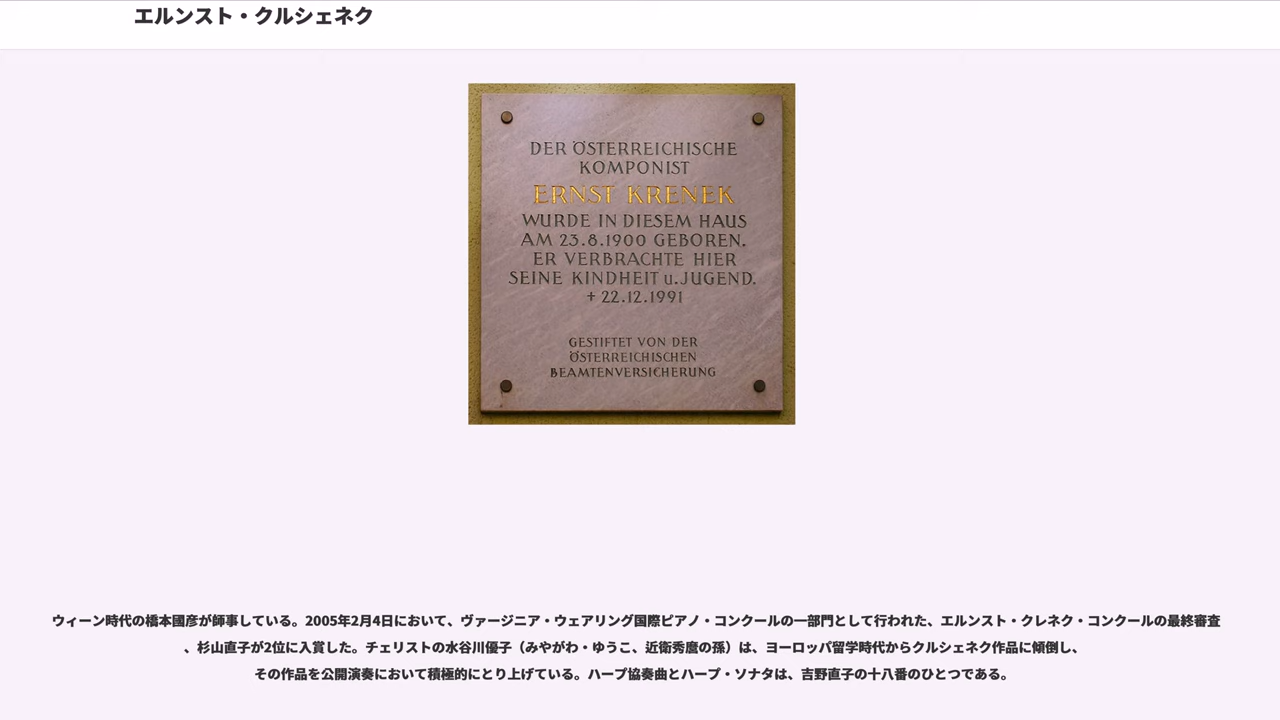 エルンスト・クルシェネク
DER ÖSTERREICHISCHE
KOMPONIST
ERNST KRENEK
WURDE IN DIESEM HAUS
AM 23.8.1900 GEBOREN.
ER VERBRACHTE HIER
SEINE KINDHEIT u. JUGEND.
+ 22.12.1991
GESTIFTET VON DER
ÖSTERREICHISCHEN
BEAMTENVERSICHERUNG
ウィーン時代の橋本國彦が師事している。2005年2月4日において、ヴァージニア・ウェアリング国際ピアノ・コンクールの一部門として行われた、エルンスト・クレネク・コンクールの最終審査
、杉山直子が2位に入賞した。チェリストの水谷川優子（みやがわ・ゆうこ、近衛秀麿の孫）は、ヨーロッパ留学時代からクルシェネク作品に傾倒し、
その作品を公開演奏において積極的にとり上げている。ハープ協奏曲とハープ・ソナタは、吉野直子の十八番のひとつである。